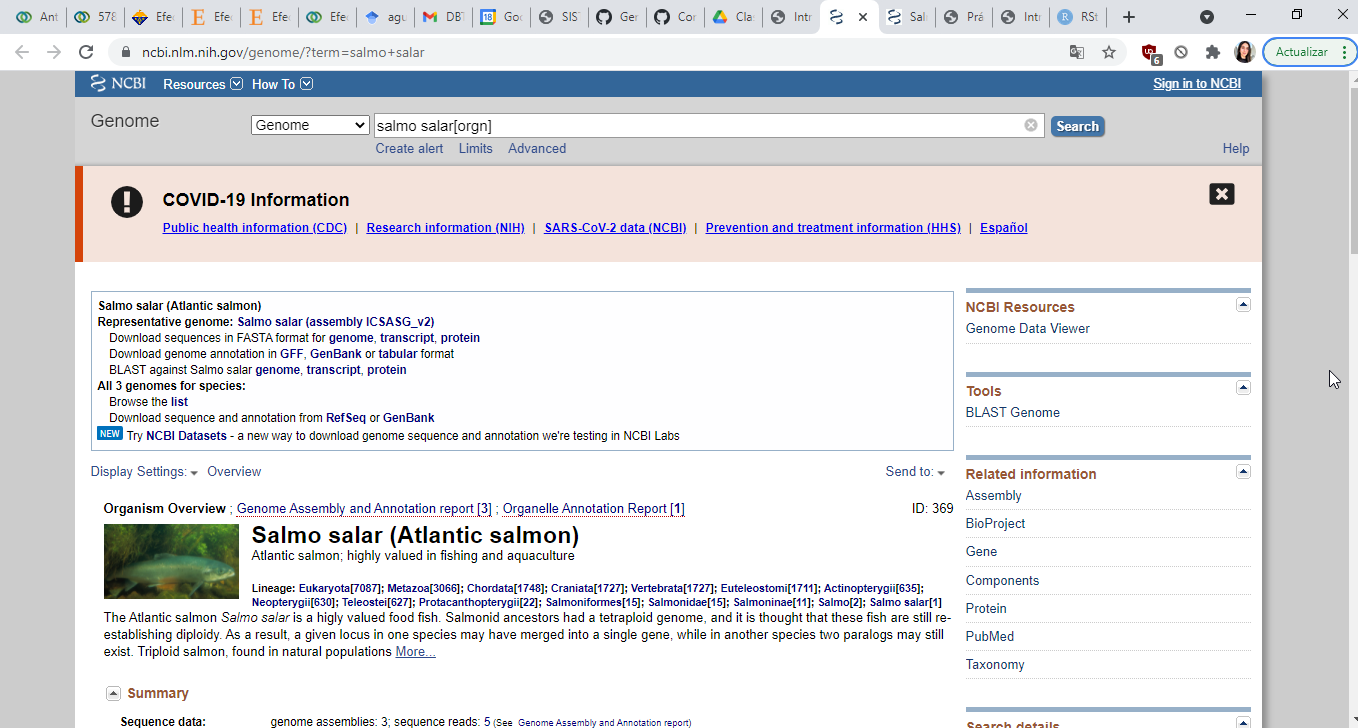 Ant
578
Efec
Efec
Efec
Efec
agu
DBT
Goo
SIS
Ger
Cor
Cla
Intr
Sal
Prá
Intr
RSt
ncbi.nlm.nih.gov/genome/?term=salmo+salar
6
Actualizar
NCBI Resources How To Sign in to NCBI
Genome Genome salmo salar[orgn] Search
Create alert Limits Advanced Help
COVID-19 Information
Public health information (CDC) | Research information (NIH) | SARS-CoV-2 data (NCBI) | Prevention and treatment information (HHS) | Español
Salmo salar (Atlantic salmon)
Representative genome: Salmo salar (assembly ICSASG_v2)
Download sequences in FASTA format for genome, transcript, protein
Download genome annotation in GFF, GenBank or tabular format
BLAST against Salmo salar genome, transcript, protein
All 3 genomes for species:
Browse the list
Download sequence and annotation from RefSeq or GenBank
NEW Try NCBI Datasets - a new way to download genome sequence and annotation we're testing in NCBI Labs
Display Settings: Overview Send to:
Organism Overview ; Genome Assembly and Annotation report [3] ; Organelle Annotation Report [1] ID: 369
Salmo salar (Atlantic salmon)
Atlantic salmon; highly valued in fishing and aquaculture
Lineage: Eukaryota[7087]; Metazoa[3066]; Chordata[1748]; Craniata[1727]; Vertebrata[1727]; Euteleostomi[1711]; Actinopterygii[635];
Neopterygii[630]; Teleostei[627]; Protacanthopterygii[22]; Salmoniformes[15]; Salmonidae[15]; Salmoninae[11]; Salmo[2]; Salmo salar[1]
The Atlantic salmon Salmo salar is a higly valued food fish. Salmonid ancestors had a tetraploid genome, and it is thought that these fish are still re-
establishing diploidy. As a result, a given locus in one species may have merged into a single gene, while in another species two paralogs may still
exist. Triploid salmon, found in natural populations More...
Summary
Sequence data: genome assemblies: 3; sequence reads: 5 (See Genome Assembly and Annotation report)
NCBI Resources
Genome Data Viewer
Tools
BLAST Genome
Related information
Assembly
BioProject
Gene
Components
Protein
PubMed
Taxonomy
Search details